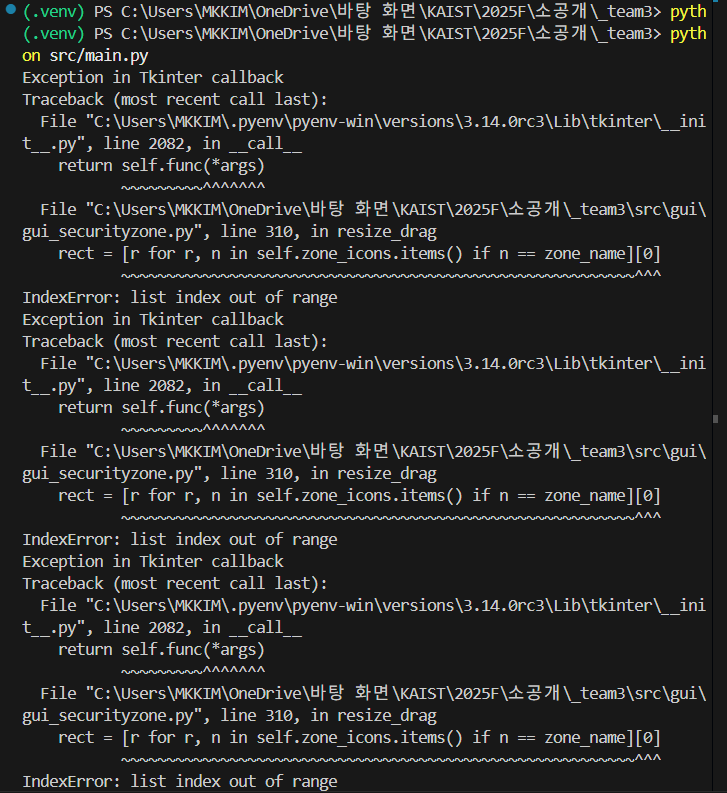 (.venv) PS C:\Users\MKKIM\OneDrive\바탕 화면\KAIST\2025F\소공개\_team3> pyth
(.venv) PS C:\Users\MKKIM\OneDrive\바탕 화면\KAIST\2025F\소공개\_team3> pyth
on src/main.py
Exception in Tkinter callback
Traceback (most recent call last):
  File "C:\Users\MKKIM\.pyenv\pyenv-win\versions\3.14.0rc3\Lib\tkinter\__ini
t__.py", line 2082, in __call__
    return self.func(*args)
           ~~~~~~~~~^^^^^^^
  File "C:\Users\MKKIM\OneDrive\바탕 화면\KAIST\2025F\소공개\_team3\src\gui\
gui_securityzone.py", line 310, in resize_drag
    rect = [r for r, n in self.zone_icons.items() if n == zone_name][0]
           ~~~~~~~~~~~~~~~~~~~~~~~~~~~~~~~~~~~~~~~~~~~~~~~~~~~~~~~~~^^^
IndexError: list index out of range
Exception in Tkinter callback
Traceback (most recent call last):
  File "C:\Users\MKKIM\.pyenv\pyenv-win\versions\3.14.0rc3\Lib\tkinter\__ini
t__.py", line 2082, in __call__
    return self.func(*args)
           ~~~~~~~~~^^^^^^^
  File "C:\Users\MKKIM\OneDrive\바탕 화면\KAIST\2025F\소공개\_team3\src\gui\
gui_securityzone.py", line 310, in resize_drag
    rect = [r for r, n in self.zone_icons.items() if n == zone_name][0]
           ~~~~~~~~~~~~~~~~~~~~~~~~~~~~~~~~~~~~~~~~~~~~~~~~~~~~~~~~~^^^
IndexError: list index out of range
Exception in Tkinter callback
Traceback (most recent call last):
  File "C:\Users\MKKIM\.pyenv\pyenv-win\versions\3.14.0rc3\Lib\tkinter\__ini
t__.py", line 2082, in __call__
    return self.func(*args)
           ~~~~~~~~~^^^^^^^
  File "C:\Users\MKKIM\OneDrive\바탕 화면\KAIST\2025F\소공개\_team3\src\gui\
gui_securityzone.py", line 310, in resize_drag
    rect = [r for r, n in self.zone_icons.items() if n == zone_name][0]
           ~~~~~~~~~~~~~~~~~~~~~~~~~~~~~~~~~~~~~~~~~~~~~~~~~~~~~~~~~^^^
IndexError: list index out of range